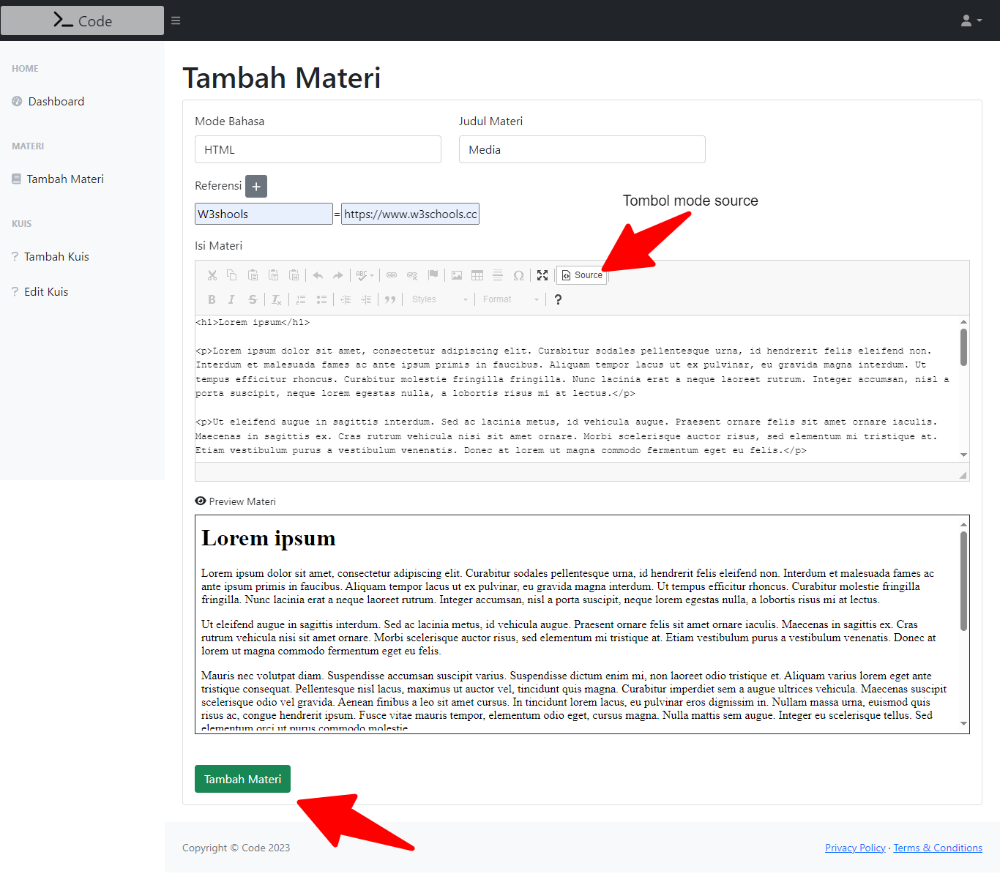 Code
HOME
Dashboard
MATERI
Tambah Materi
KUIS
? Tambah Kuis
? Edit Kuis
Tambah Materi
Mode Bahasa
Judul Materi
HTML
Media
Referensi +
W3shools = https://www.w3schools.cc
Tombol mode source
Isi Materi
ABC Ω Source
B I S Tx Styles Format ?
<h1>Lorem ipsum</h1>
<p>Lorem ipsum dolor sit amet, consectetur adipiscing elit. Curabitur sodales pellentesque urna, id hendrerit felis eleifend non.
Interdum et malesuada fames ac ante ipsum primis in faucibus. Aliquam tempor lacus ut ex pulvinar, eu gravida magna interdum. Ut
tempus efficitur rhoncus. Curabitur molestie fringilla fringilla. Nunc lacinia erat a neque laoreet rutrum. Integer accumsan, nisl a
porta suscipit, neque lorem egestas nulla, a lobortis risus mi at lectus.</p>
<p>Ut eleifend augue in sagittis interdum. Sed ac lacinia metus, id vehicula augue. Praesent ornare felis sit amet ornare iaculis.
Maecenas in sagittis ex. Cras rutrum vehicula nisi sit amet ornare. Morbi scelerisque auctor risus, sed elementum mi tristique at.
Etiam vestibulum purus a vestibulum venenatis. Donec at lorem ut magna commodo fermentum eget eu felis.</p>
Preview Materi
Lorem ipsum
Lorem ipsum dolor sit amet, consectetur adipiscing elit. Curabitur sodales pellentesque urna, id hendrerit felis eleifend non. Interdum et malesuada fames ac
ante ipsum primis in faucibus. Aliquam tempor lacus ut ex pulvinar, eu gravida magna interdum. Ut tempus efficitur rhoncus. Curabitur molestie fringilla
fringilla. Nunc lacinia erat a neque laoreet rutrum. Integer accumsan, nisl a porta suscipit, neque lorem egestas nulla, a lobortis risus mi at lectus.
Ut eleifend augue in sagittis interdum. Sed ac lacinia metus, id vehicula augue. Praesent ornare felis sit amet ornare iaculis. Maecenas in sagittis ex. Cras
rutrum vehicula nisi sit amet ornare. Morbi scelerisque auctor risus, sed elementum mi tristique at. Etiam vestibulum purus a vestibulum venenatis. Donec at
lorem ut magna commodo fermentum eget eu felis.
Mauris nec volutpat diam. Suspendisse accumsan suscipit varius. Suspendisse dictum enim mi, non laoreet odio tristique et. Aliquam varius lorem eget ante
tristique consequat. Pellentesque nisl lacus, maximus ut auctor vel, tincidunt quis magna. Curabitur imperdiet sem a augue ultrices vehicula. Maecenas suscipit
scelerisque odio vel gravida. Aenean finibus a leo sit amet cursus. In tincidunt lorem lacus, eu pulvinar eros dignissim in. Nullam massa urna, euismod quis
risus ac, congue hendrerit ipsum. Fusce vitae mauris tempor, elementum odio eget, cursus magna. Nulla mattis sem augue. Integer eu scelerisque tellus. Sed
elementum orci ut purus commodo molestie
Tambah Materi
Copyright © Code 2023
Privacy Policy · Terms & Conditions